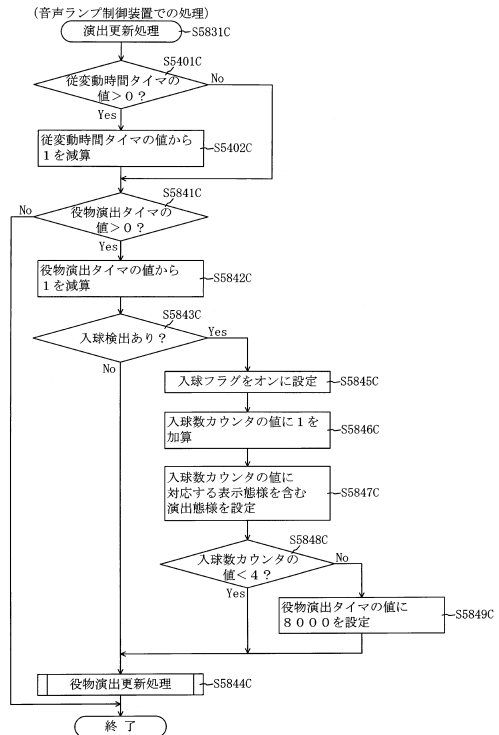 (音声ランプ制御装置での処理)
演出更新処理
S5831C
S5401C
従変動時間タイマの
値>0?
No
Yes
従変動時間タイマの値から
1を減算
S5402C
S5841C
役物演出タイマの
値>0?
No
Yes
役物演出タイマの値から
1を減算
S5842C
S5843C
入球検出あり?
Yes
No
入球フラグをオンに設定
S5845C
入球数カウンタの値に1を
加算
S5846C
入球数カウンタの値に
対応する表示態様を含む
演出態様を設定
S5847C
S5848C
入球数カウンタの
値<4?
No
Yes
役物演出タイマの値に
8000を設定
S5849C
役物演出更新処理
S5844C
終了